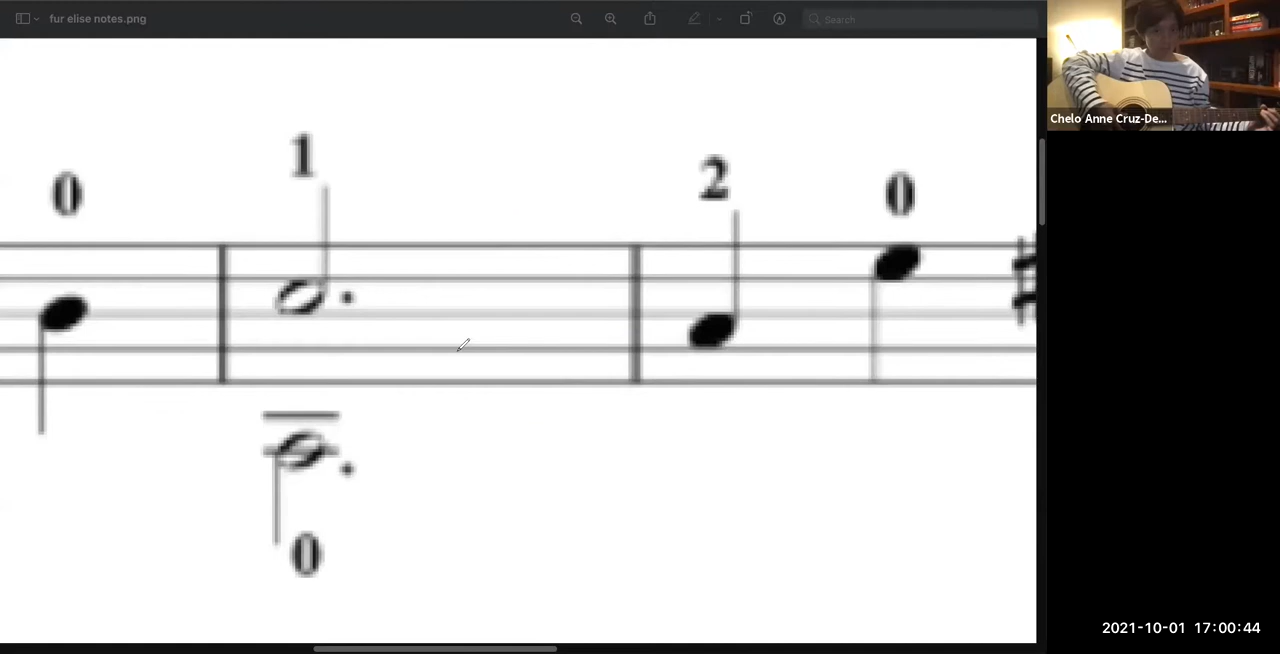 fur elise notes.png
Search
Chelo Anne Cruz-De...
1
0
2
0
0
2021-10-01 17:00:44